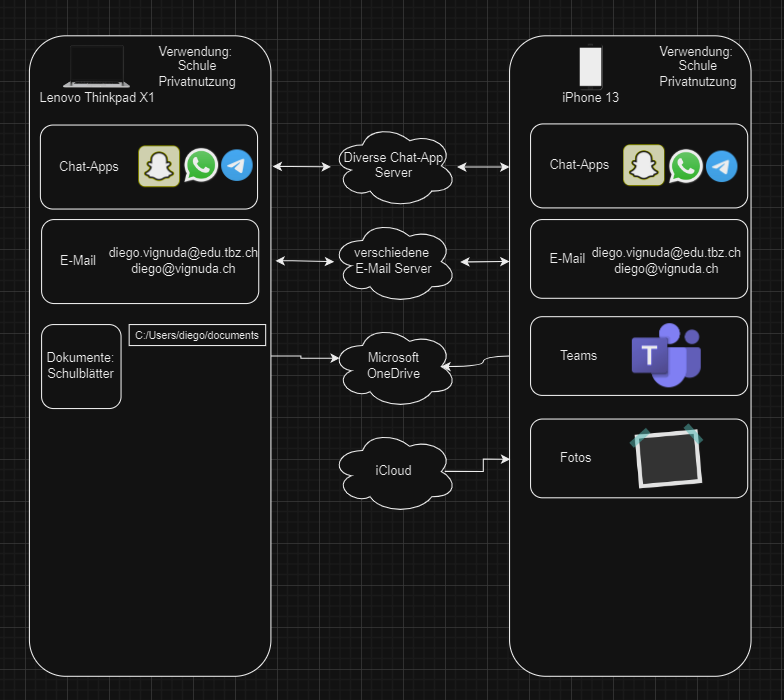 Verwendung:
Schule
Privatnutzung
Lenovo Thinkpad X1
Chat-Apps
E-Mail
diego.vignuda@edu.tbz.ch
diego@vignuda.ch
C:/Users/diego/documents
Dokumente:
Schulblätter
Diverse Chat-App
Server
verschiedene
E-Mail Server
Microsoft
OneDrive
iCloud
Verwendung:
Schule
Privatnutzung
iPhone 13
Chat-Apps
E-Mail
diego.vignuda@edu.tbz.ch
diego@vignuda.ch
Teams
T
Fotos